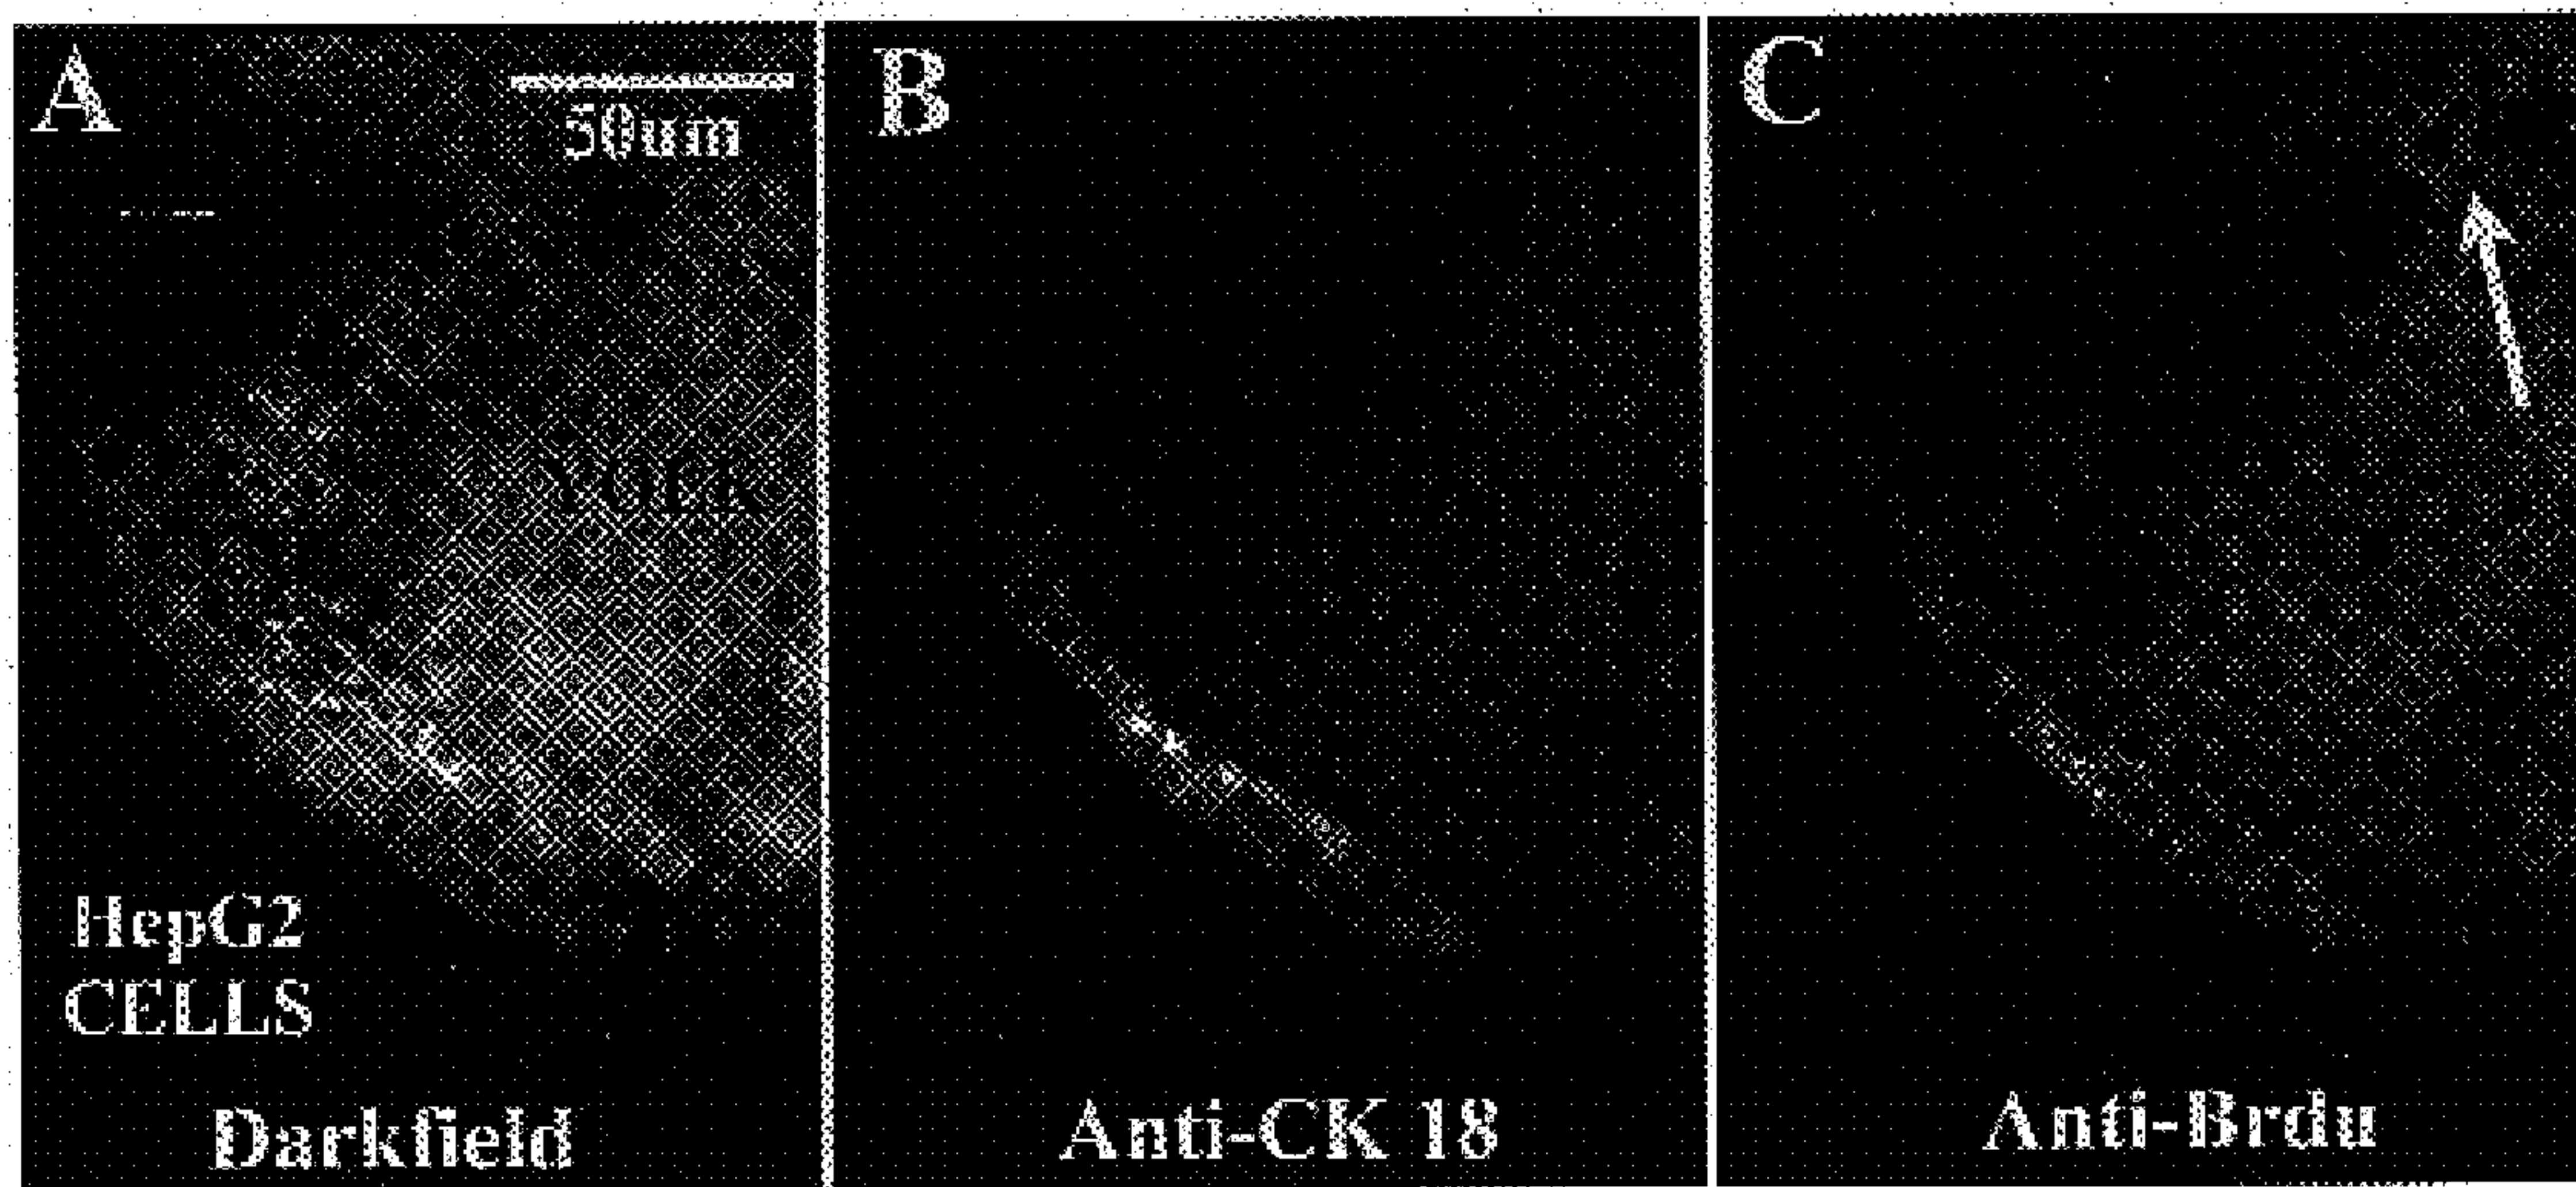 A
50um
HepG2
CELLS
Darkfield
B
Anti-CK 18
C
Anti-Brdu